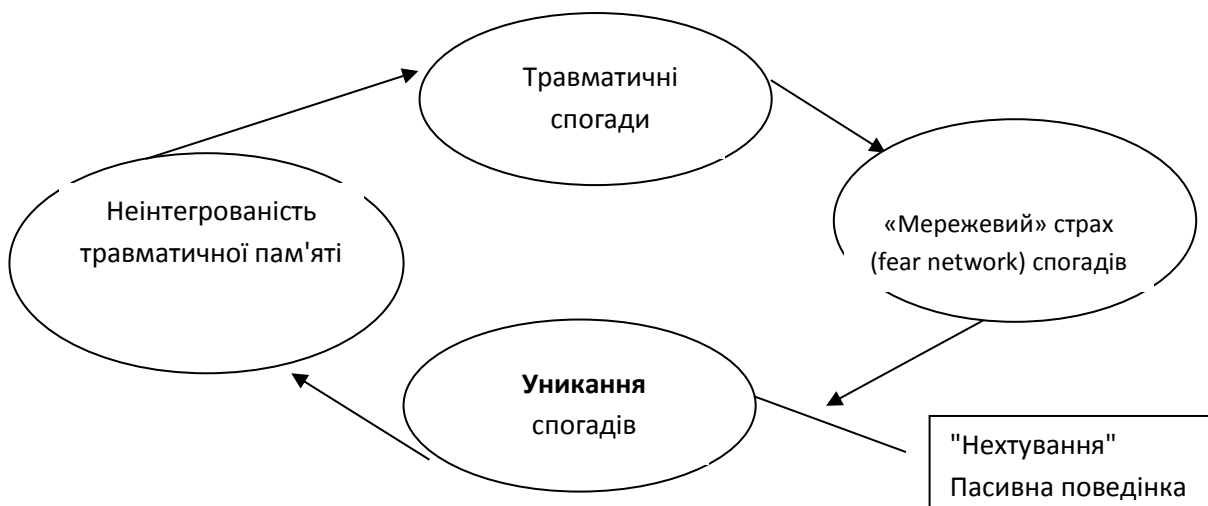 Травматичні
спогади
Неінтегрованість
травматичної пам'яті
«Мережевий» страх
(fear network) спогадів
Уникання
спогадів
"Нехтування"
Пасивна поведінка